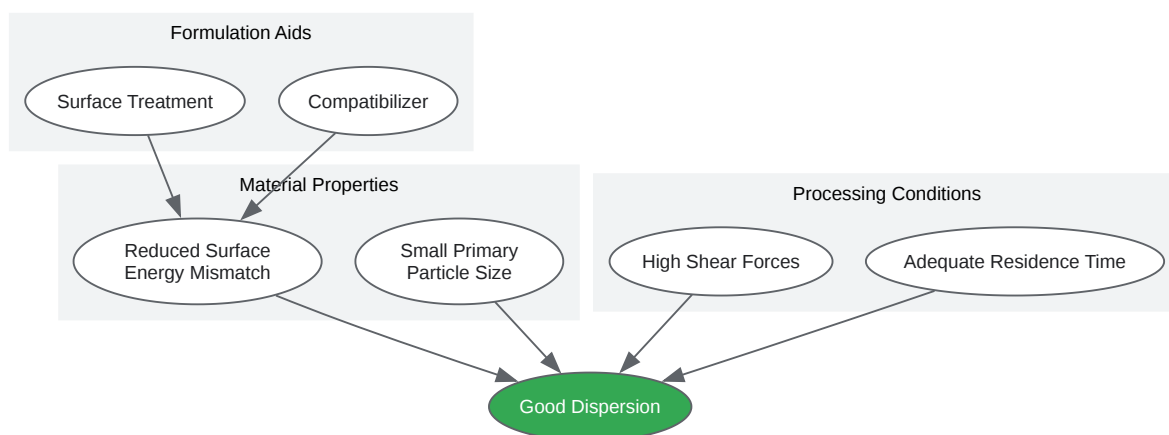 Formulation Aids
Surface Treatment
Compatibilizer
Material Properties
Processing Conditions
Reduced Surface
Energy Mismatch
Small Primary
Particle Size
High Shear Forces
Adequate Residence Time
Good Dispersion